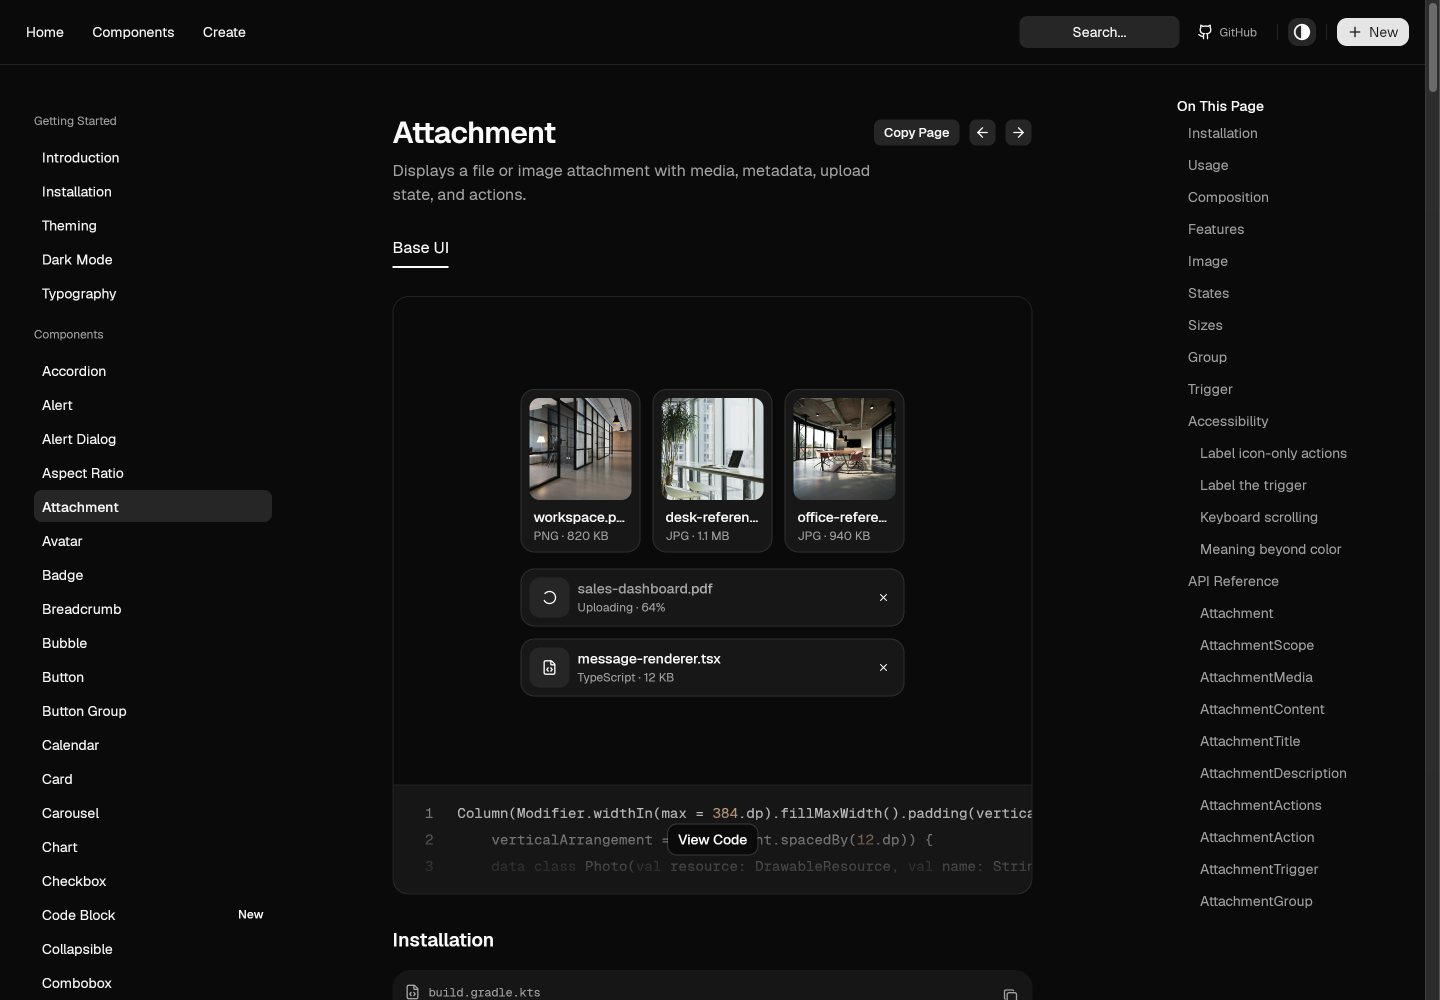 Home
Components
Create
Search...
GitHub
New
Getting Started
Introduction
Installation
Theming
Dark Mode
Typography
Components
Accordion
Alert
Alert Dialog
Aspect Ratio
Attachment
Avatar
Badge
Breadcrumb
Bubble
Button
Button Group
Calendar
Card
Carousel
Chart
Checkbox
Code Block
New
Collapsible
Combobox
Attachment
Copy Page
Displays a file or image attachment with media, metadata, upload
state, and actions.
Base UI
workspace.p...
PNG · 820 KB
desk-referen...
JPG · 1.1 MB
office-refere...
JPG · 940 KB
sales-dashboard.pdf
Uploading · 64%
message-renderer.tsx
TypeScript · 12 KB
1 Column(Modifier.widthIn(max = 384.dp).fillMaxWidth().padding(vertica
2 verticalArrangement = nt.spacedBy(12.dp)) {
View Code
3 data class Photo(val resource: DrawableResource, val name: Strin
Installation
build.gradle.kts
On This Page
Installation
Usage
Composition
Features
Image
States
Sizes
Group
Trigger
Accessibility
Label icon-only actions
Label the trigger
Keyboard scrolling
Meaning beyond color
API Reference
Attachment
AttachmentScope
AttachmentMedia
AttachmentContent
AttachmentTitle
AttachmentDescription
AttachmentActions
AttachmentAction
AttachmentTrigger
AttachmentGroup